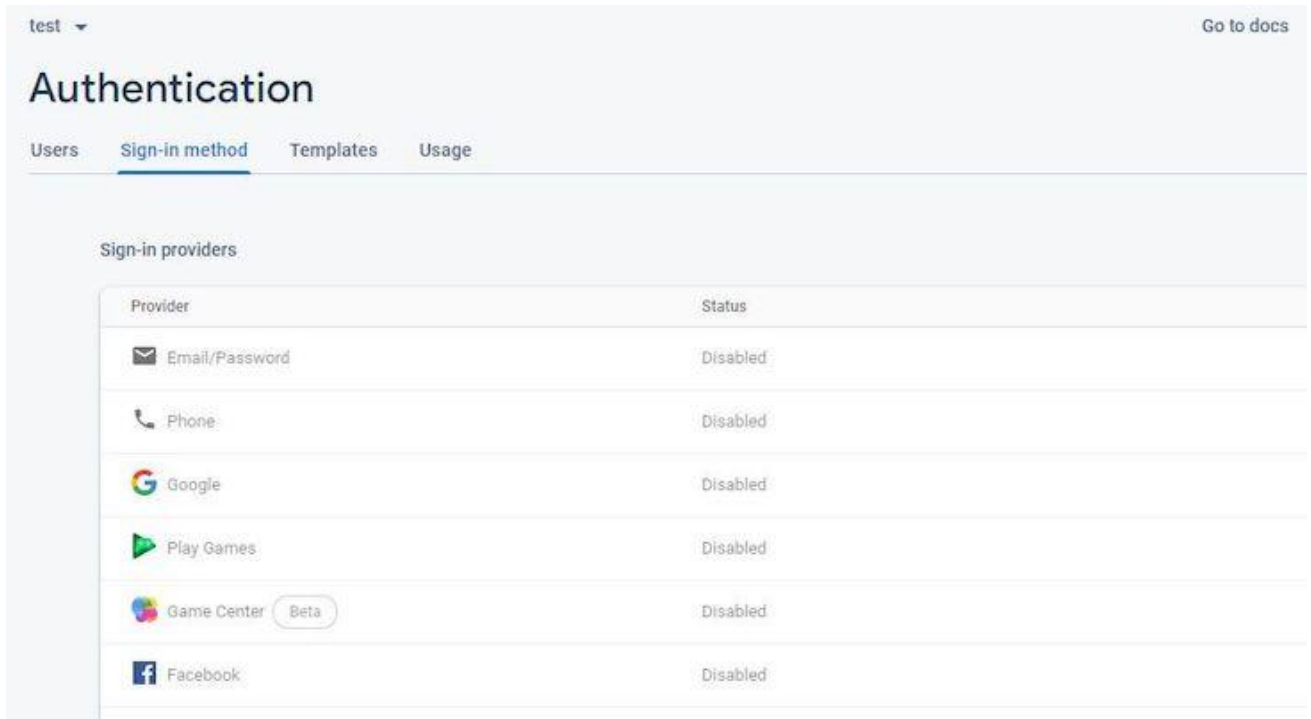 test Go to docs
Authentication
Users Sign-in method Templates Usage
Sign-in providers
Provider Status
Email/Password Disabled
Phone Disabled
Google Disabled
Play Games Disabled
Game Center Beta Disabled
Facebook Disabled